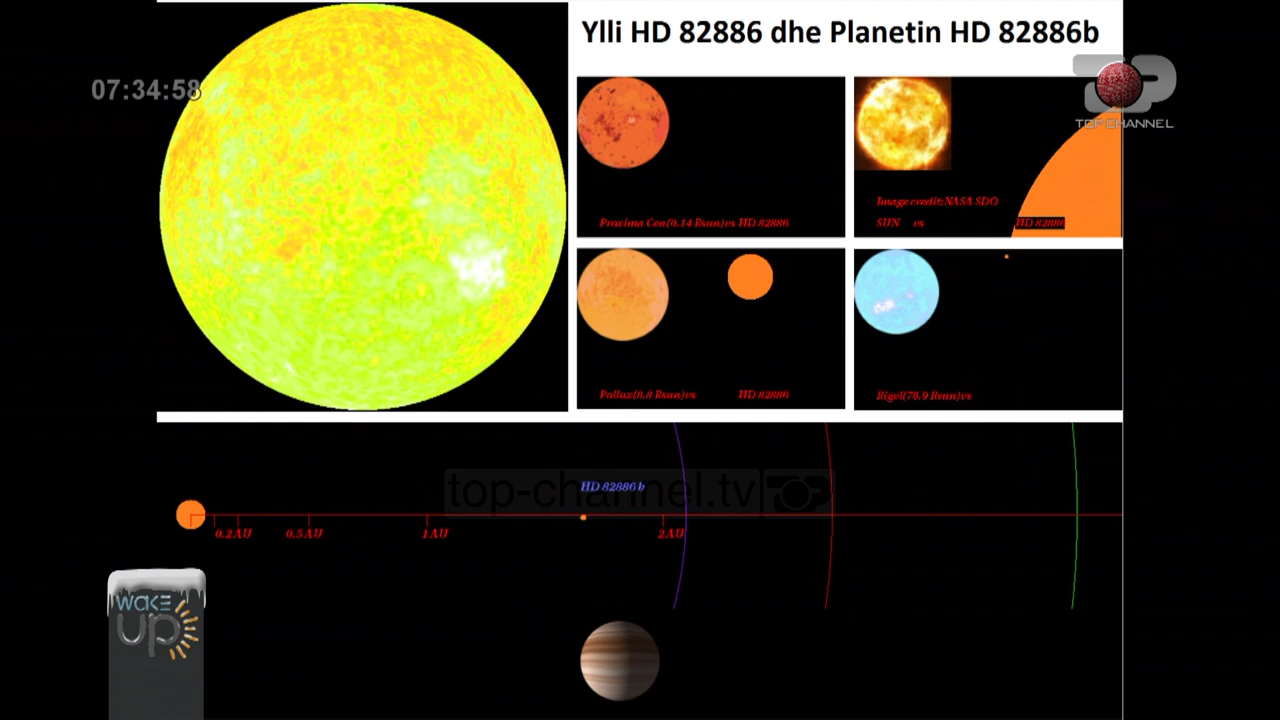 Ylli HD 82886 dhe Planetin HD 82886b
07:34:58
TOP CHANNEL
Proxima Cen(0,14 Rsun)vs HD 82886
Image credit:NASA SDO
SUN vs HD 82886
Pollux(8,8 Rsun)vs HD 82886
Rigel(78,9 Rsun)vs
top-channel.tv
HD 82886 b
0.2AU 0.5AU 1AU 2AU
WAKE
UP